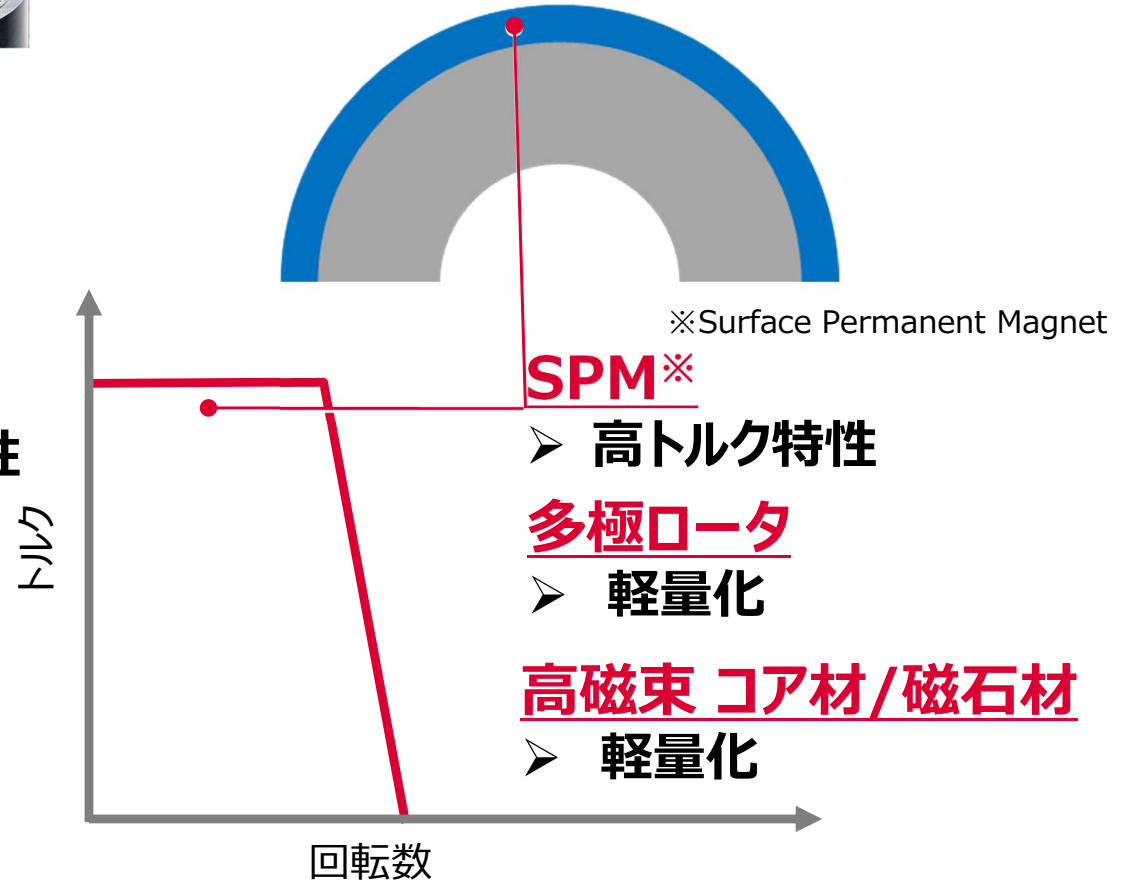 ※Surface Permanent Magnet
SPM※
➢ 高トルク特性
性
トルク
多極ロータ
➢ 軽量化
高磁束 コア材/磁石材
➢ 軽量化
回転数